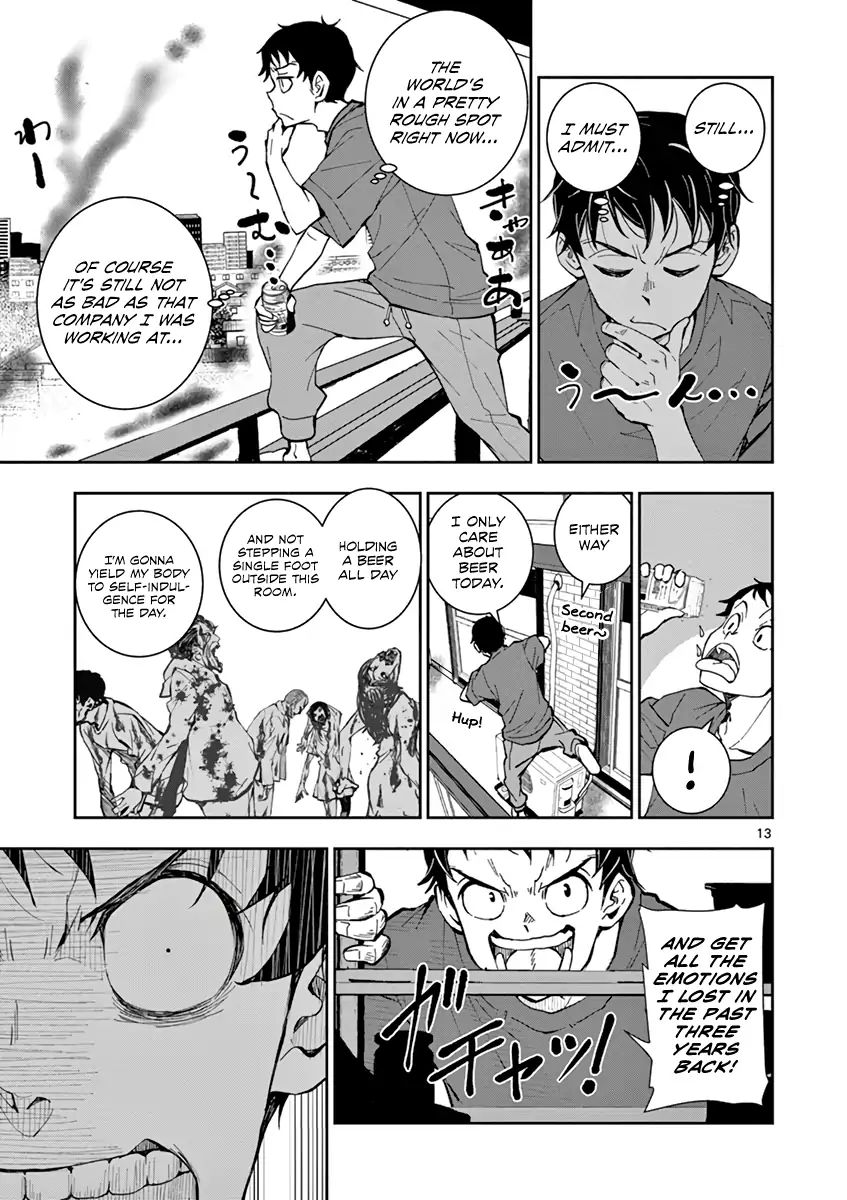 STILL...
I MUST
ADMIT...
う～ん…
THE
WORLD'S
IN A PRETTY
ROUGH SPOT
RIGHT NOW...
きゃあ
あぁ
う～む…
わー
OF COURSE
IT'S STILL NOT
AS BAD AS THAT
COMPANY I WAS
WORKING AT...
!
EITHER
WAY
I ONLY
CARE
ABOUT
BEER
TODAY.
Second
beer~
Hup!
HOLDING
A BEER
ALL DAY
AND NOT
STEPPING A
SINGLE FOOT
OUTSIDE THIS
ROOM.
I'M GONNA
YIELD MY BODY
TO SELF-INDUL-
GENCE FOR
THE DAY.
13
AND GET
ALL THE
EMOTIONS
I LOST IN
THE PAST
THREE
YEARS
BACK!
ガチャッ!